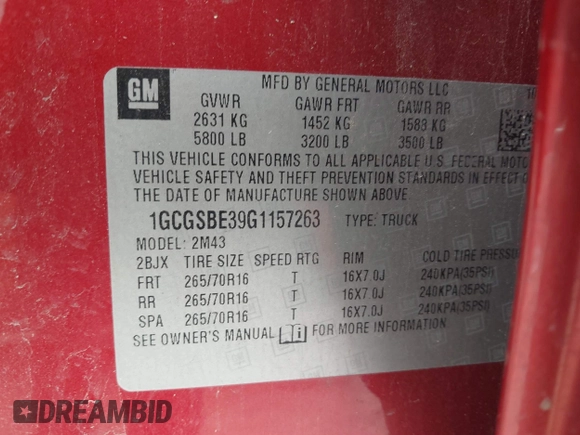 GM
MFD BY GENERAL MOTORS LLC
GVWR GAWR FRT GAWR RR
2631 KG 1452 KG 1588 KG
5800 LB 3200 LB 3500 LB
THIS VEHICLE CONFORMS TO ALL APPLICABLE U.S. FEDERAL MOTO
VEHICLE SAFETY AND THEFT PREVENTION STANDARDS IN EFFECT
THE DATE OF MANUFACTURE SHOWN ABOVE.
1GCGSBE39G1157263 TYPE: TRUCK
MODEL: 2M43
2BJX TIRE SIZE SPEED RTG RIM COLD TIRE
FRT 265/70R16 T 16X7.0J 240KPA(35PSI)
RR 265/70R16 T 16X7.0J 240KPA(35PSI)
SPA 265/70R16 T 16X7.0J 240KPA(35PSI)
SEE OWNER'S MANUAL FOR MORE INFORMATION.
DREAMBID